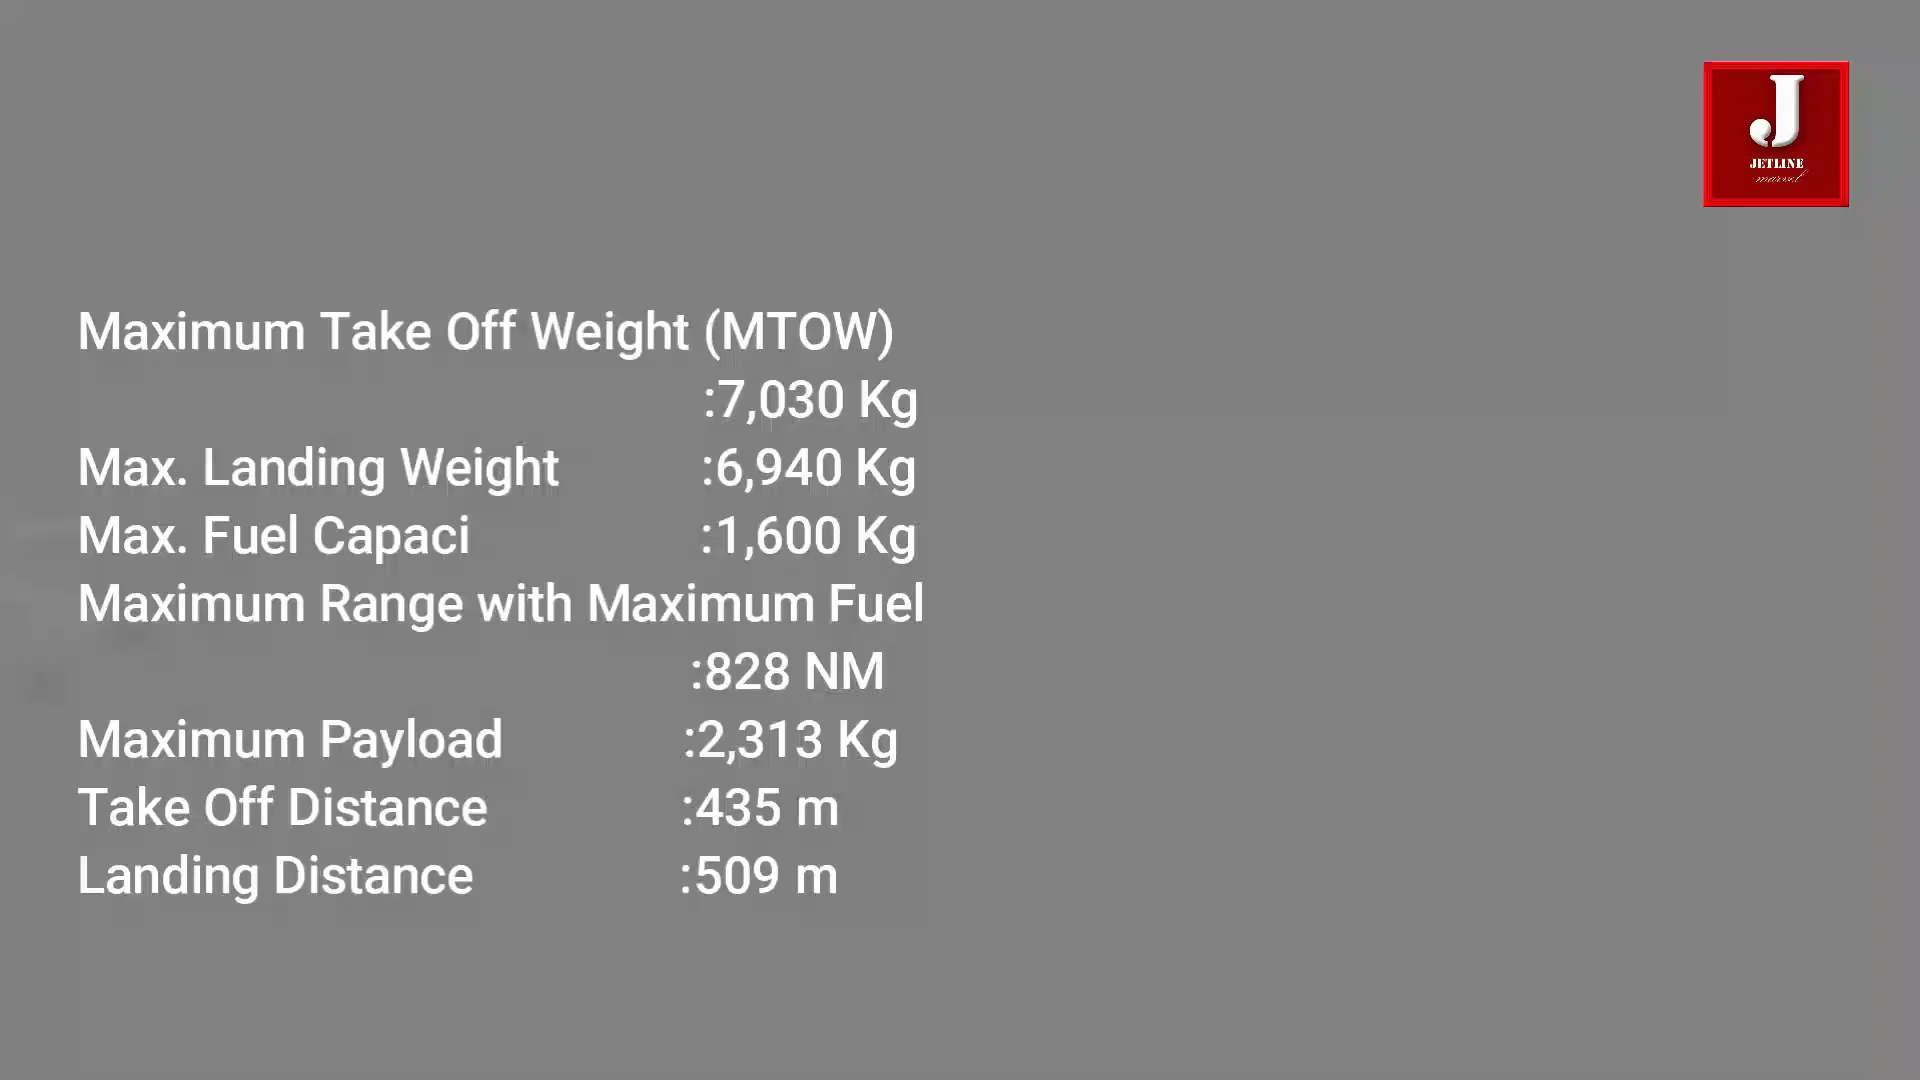 J
JETLINE
marvel
Maximum Take Off Weight (MTOW)
:7,030 Kg
Max. Landing Weight :6,940 Kg
Max. Fuel Capaci :1,600 Kg
Maximum Range with Maximum Fuel
:828 NM
Maximum Payload :2,313 Kg
Take Off Distance :435 m
Landing Distance :509 m